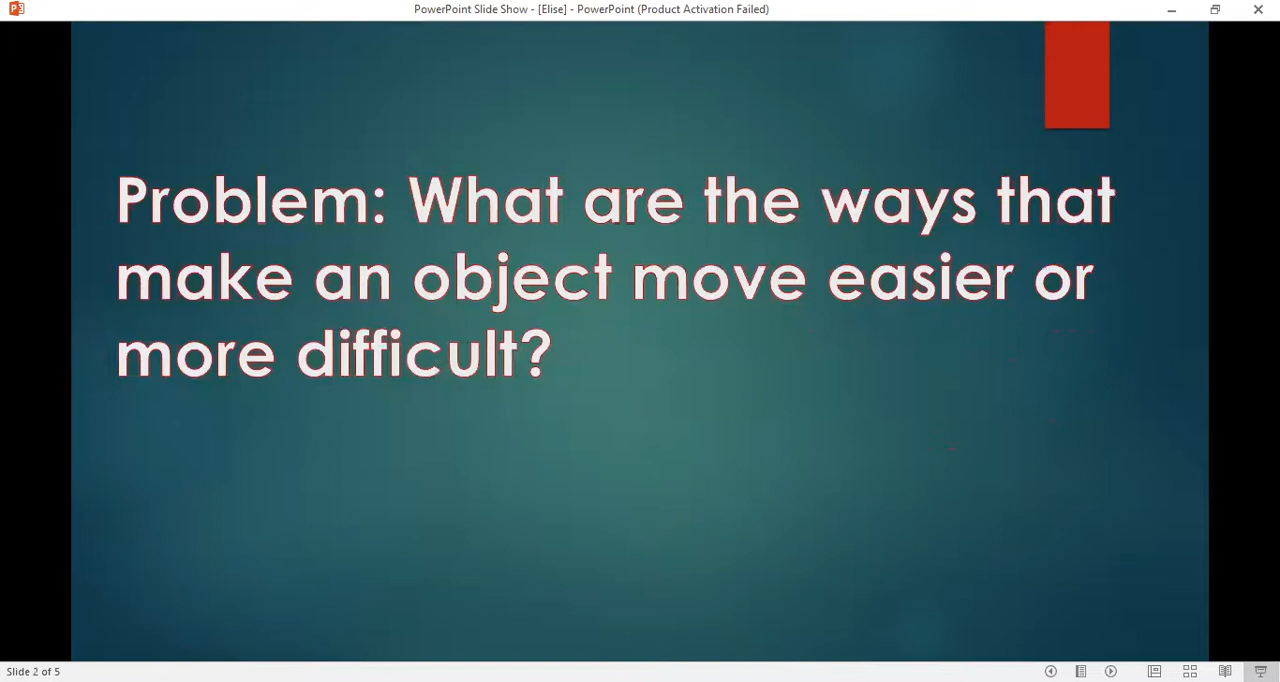 PowerPoint Slide Show - [Elise] - PowerPoint (Product Activation Failed)
Problem: What are the ways that
make an object move easier or
more difficult?
Slide 2 of 5